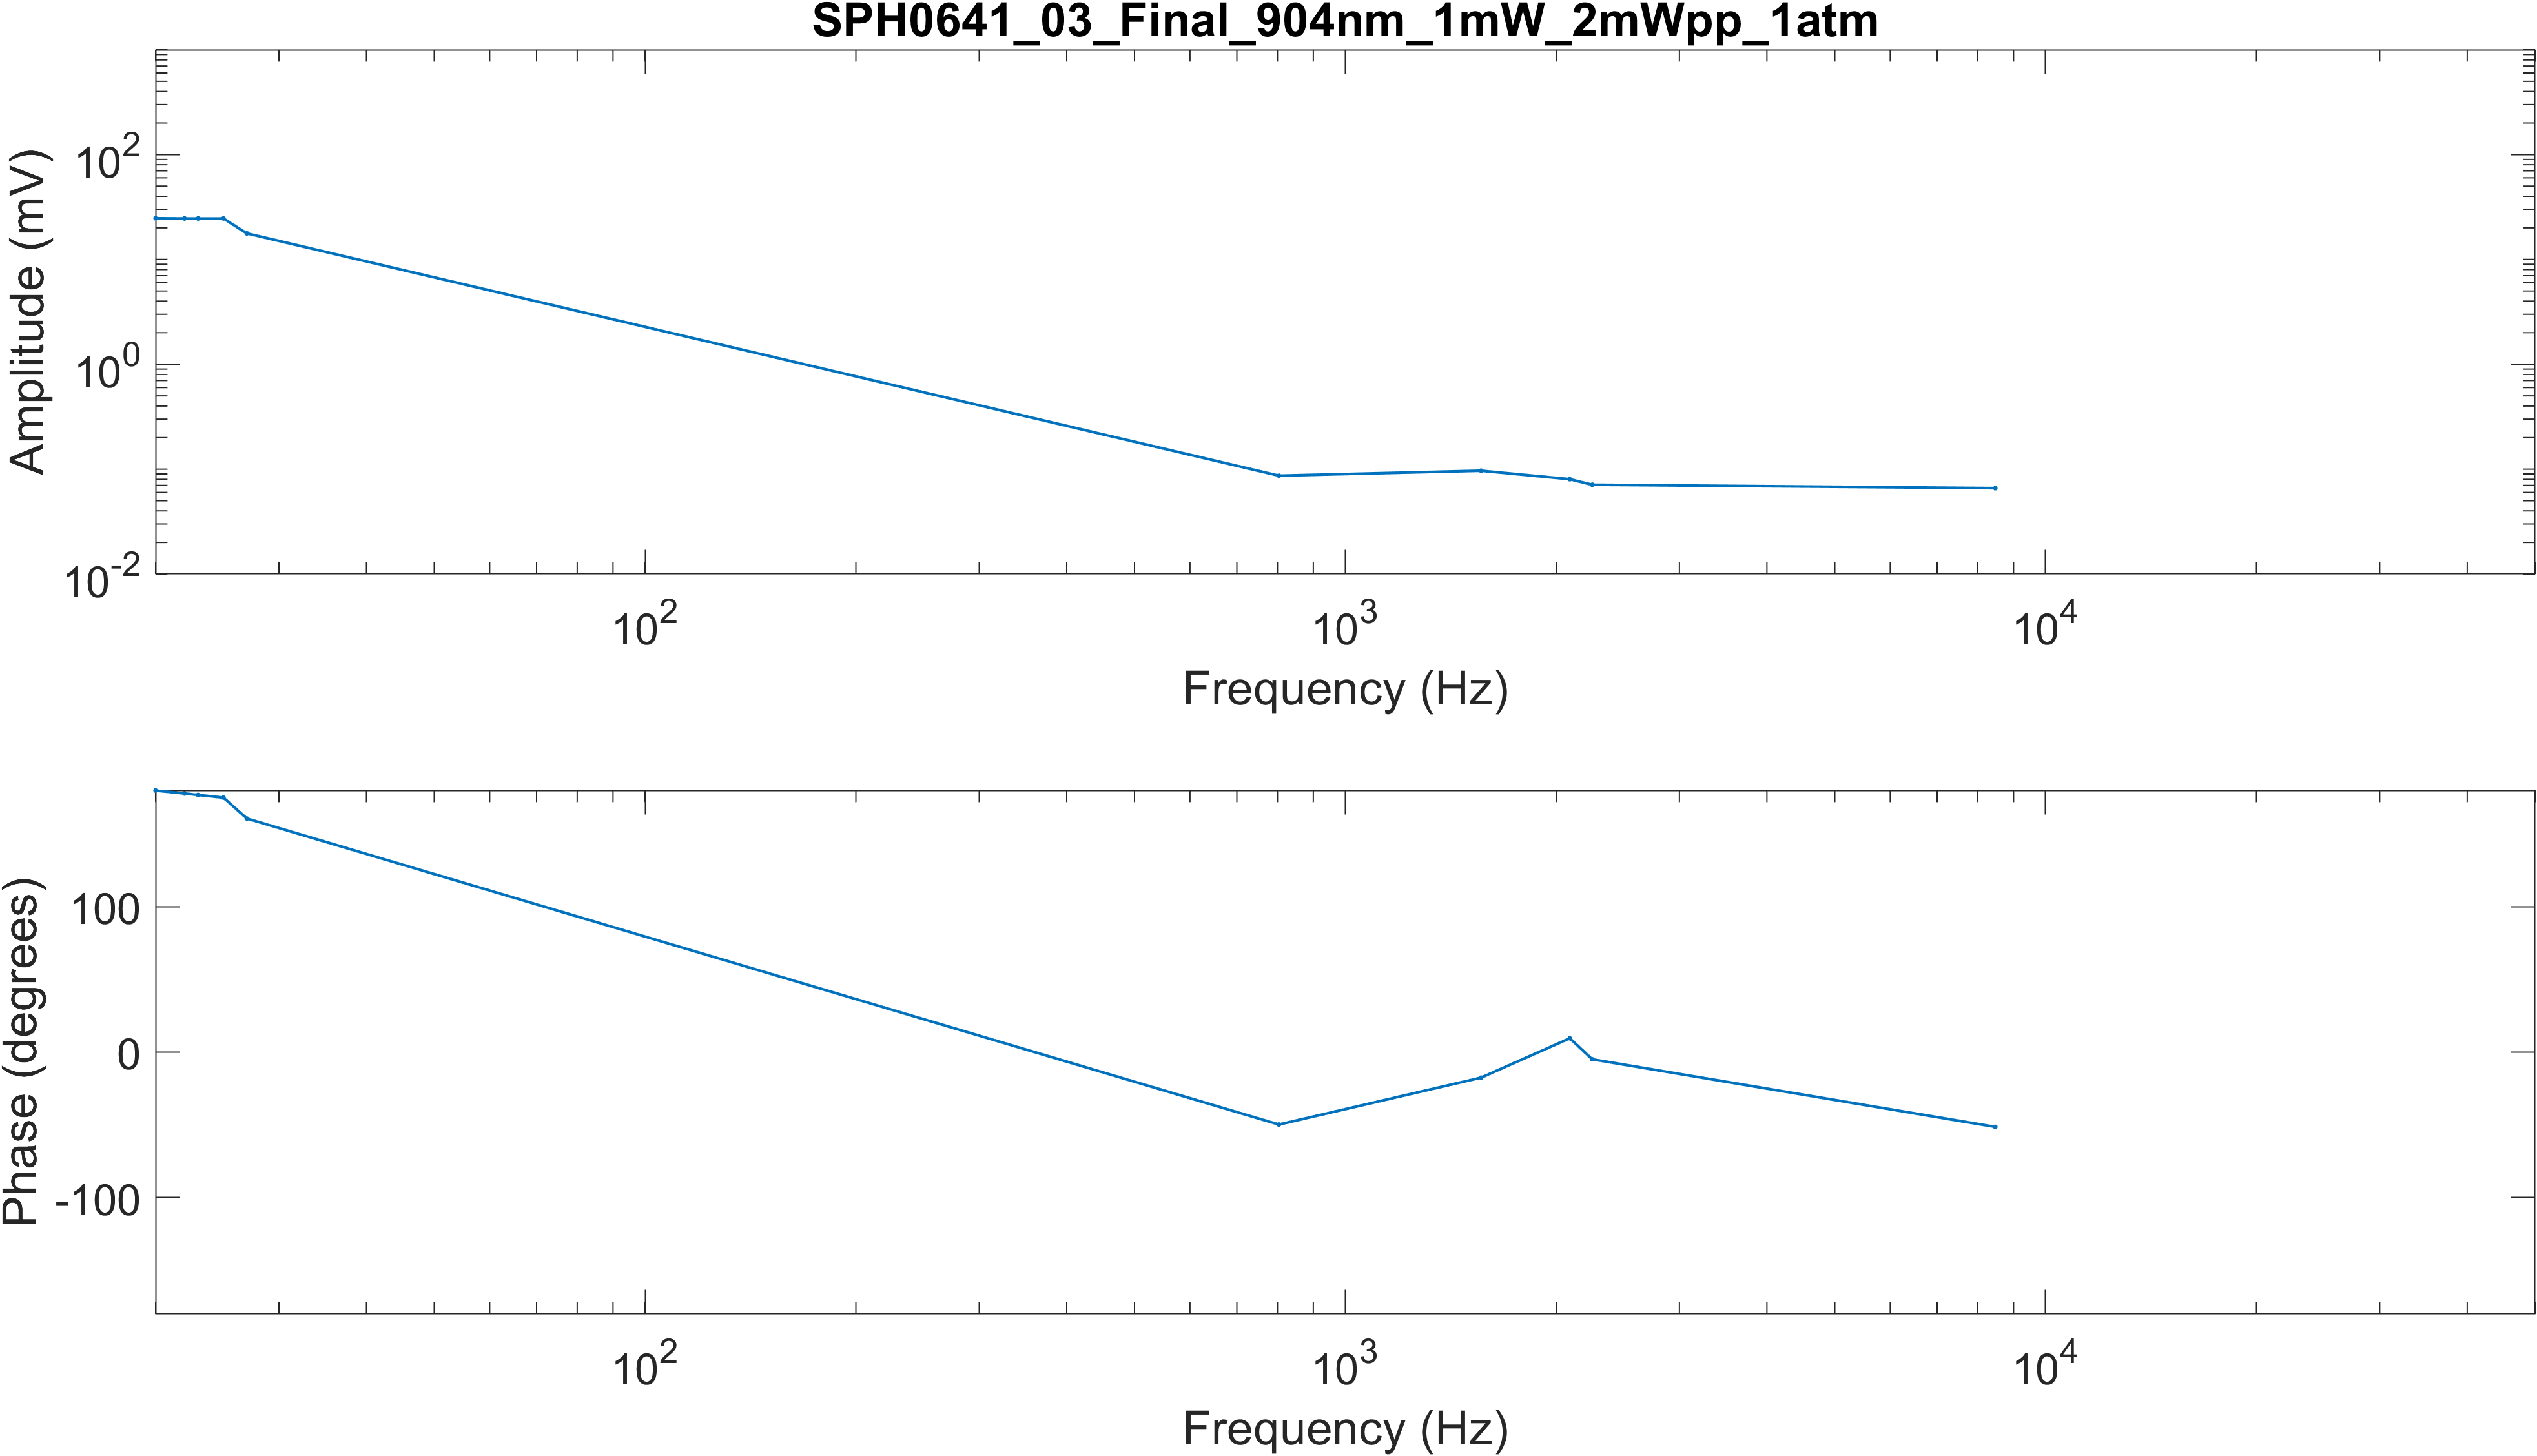 SPH0641_03_Final_904nm_1mW_2mWpp_1atm
Amplitude (mV)
10^2
10^0
10^-2
10^2 10^3 10^4
Frequency (Hz)
Phase (degrees)
100
0
-100
10^2 10^3 10^4
Frequency (Hz)